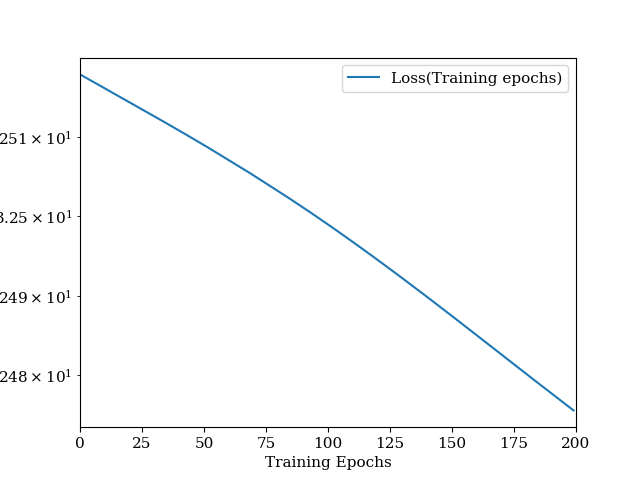 Loss(Training epochs)
251 × 10¹
3.25 × 10¹
249 × 10¹
248 × 10¹
0 25 50 75 100 125 150 175 200
Training Epochs